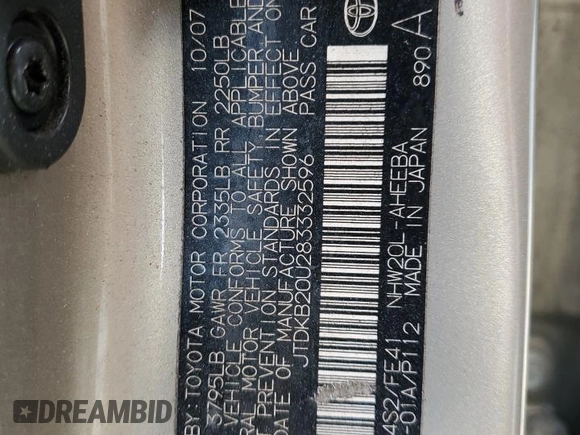 BY: TOYOTA MOTOR CORPORATION 10/07
3795LB GAWR FR 2335LB RR 2250LB
VEHICLE CONFORMS TO ALL APPLICABLE
MOTOR VEHICLE SAFETY, BUMPER AND
PREVENTION STANDARDS IN EFFECT ON
DATE OF MANUFACTURE SHOWN ABOVE.
JTDKB20U283332596 PASS CAR
4S2/FE41 NHW20L-AHEEBA
-01A/P112 MADE IN JAPAN 890 A
DREAMBID